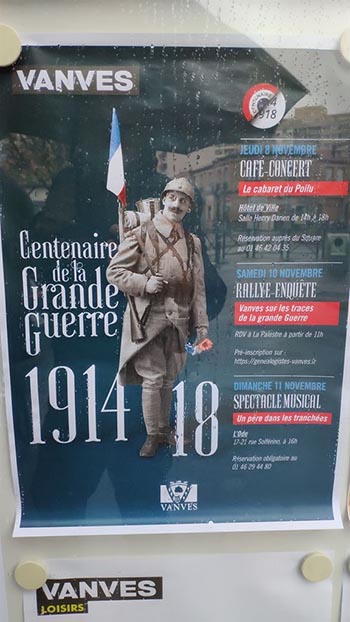 VANVES
CENTENAIRE
1918
JEUDI 8 NOVEMBRE
CAFÉ-CONCERT
Le cabaret du Poilu
Hôtel de Ville
Salle Henry Darien de 14h à 18h
Réservation auprès du Square
au 01 46 42 04 35
SAMEDI 10 NOVEMBRE
RALLYE-ENQUÊTE
Vanves sur les traces
de la grande Guerre
RDV à La Palestre à partir de 11h
Pré-inscription sur :
https://genealogistes-vanves.fr
DIMANCHE 11 NOVEMBRE
SPECTACLE MUSICAL
Un père dans les tranchées
L'Ode
17-21 rue Solférino, à 16h
Réservation obligatoire au
01 46 29 44 80
Centenaire
de la
Grande
Guerre
1914 18
VANVES
VANVES
LOISIRS